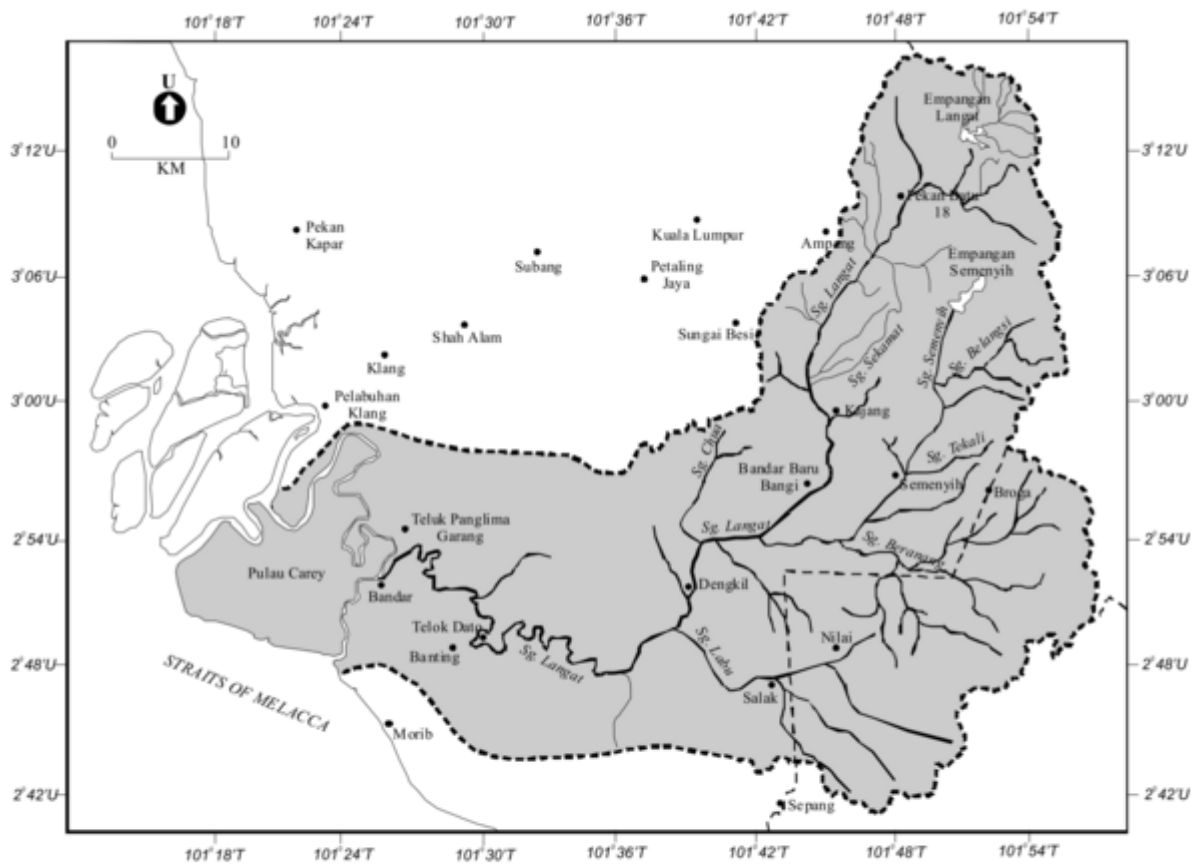 101°18'T 101°24'T 101°30'T 101°36'T 101°42'T 101°48'T 101°54'T
U
0 10
KM
Empangan
Langat
3°12'U 3°12'U
Pekan Batu
18
Pekan
Kapar
Kuala Lumpur
Ampang
Subang
Petaling
Jaya
Empangan
Semenyih
3°06'U 3°06'U
Sg. Langat
Shah Alam
Sungai Besi
Sg. Semenyih
Sg. Belangsi
Sg. Sekamat
Klang
3°00'U 3°00'U
Pelabuhan
Klang
Kajang
Sg. Chua
Sg. Tekali
Bandar Baru
Bangi
Semenyih
Broga
Teluk Panglima
Garang
Sg. Langat
2°54'U 2°54'U
Sg. Beranang
Pulau Carey
Bandar
Dengkil
Telok Dato
Banting
Sg. Langat
Sg. Labu
Nilai
2°48'U 2°48'U
STRAITS OF MELACCA
Salak
Morib
2°42'U 2°42'U
Sepang
101°18'T 101°24'T 101°30'T 101°36'T 101°42'T 101°48'T 101°54'T